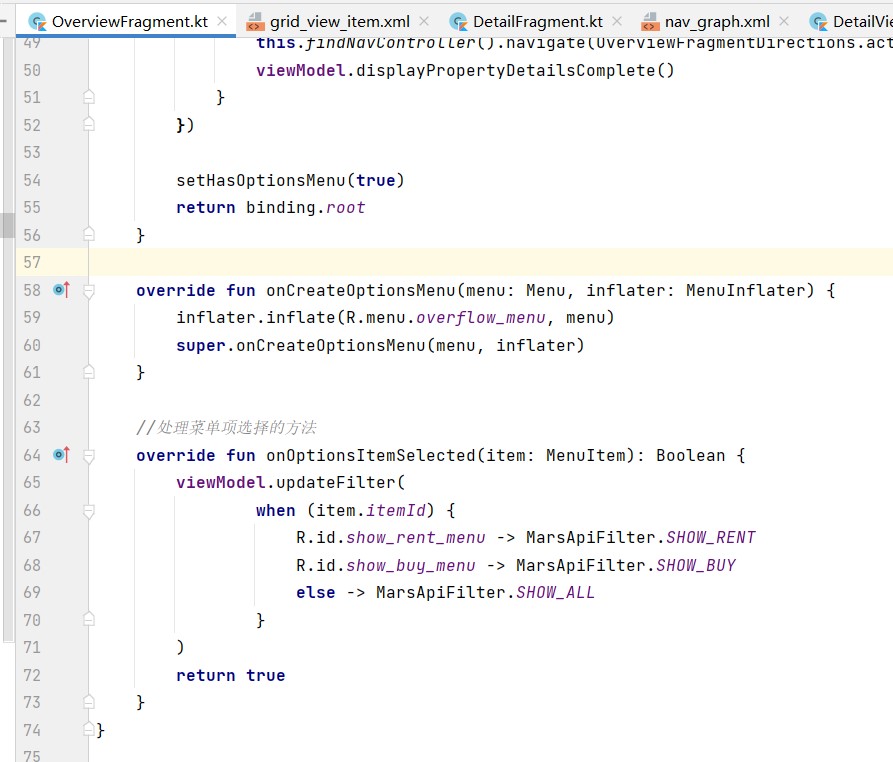 OverviewFragment.kt
grid_view_item.xml
DetailFragment.kt
nav_graph.xml
DetailVie
49 this.findNavController().navigate(OverviewFragmentDirections.act
50 viewModel.displayPropertyDetailsComplete()
51 }
52 })
53
54 setHasOptionsMenu(true)
55 return binding.root
56 }
57
58 override fun onCreateOptionsMenu(menu: Menu, inflater: MenuInflater) {
59 inflater.inflate(R.menu.overflow_menu, menu)
60 super.onCreateOptionsMenu(menu, inflater)
61 }
62
63 //处理菜单项选择的方法
64 override fun onOptionsItemSelected(item: MenuItem): Boolean {
65 viewModel.updateFilter(
66 when (item.itemId) {
67 R.id.show_rent_menu -> MarsApiFilter.SHOW_RENT
68 R.id.show_buy_menu -> MarsApiFilter.SHOW_BUY
69 else -> MarsApiFilter.SHOW_ALL
70 }
71 )
72 return true
73 }
74 }
75